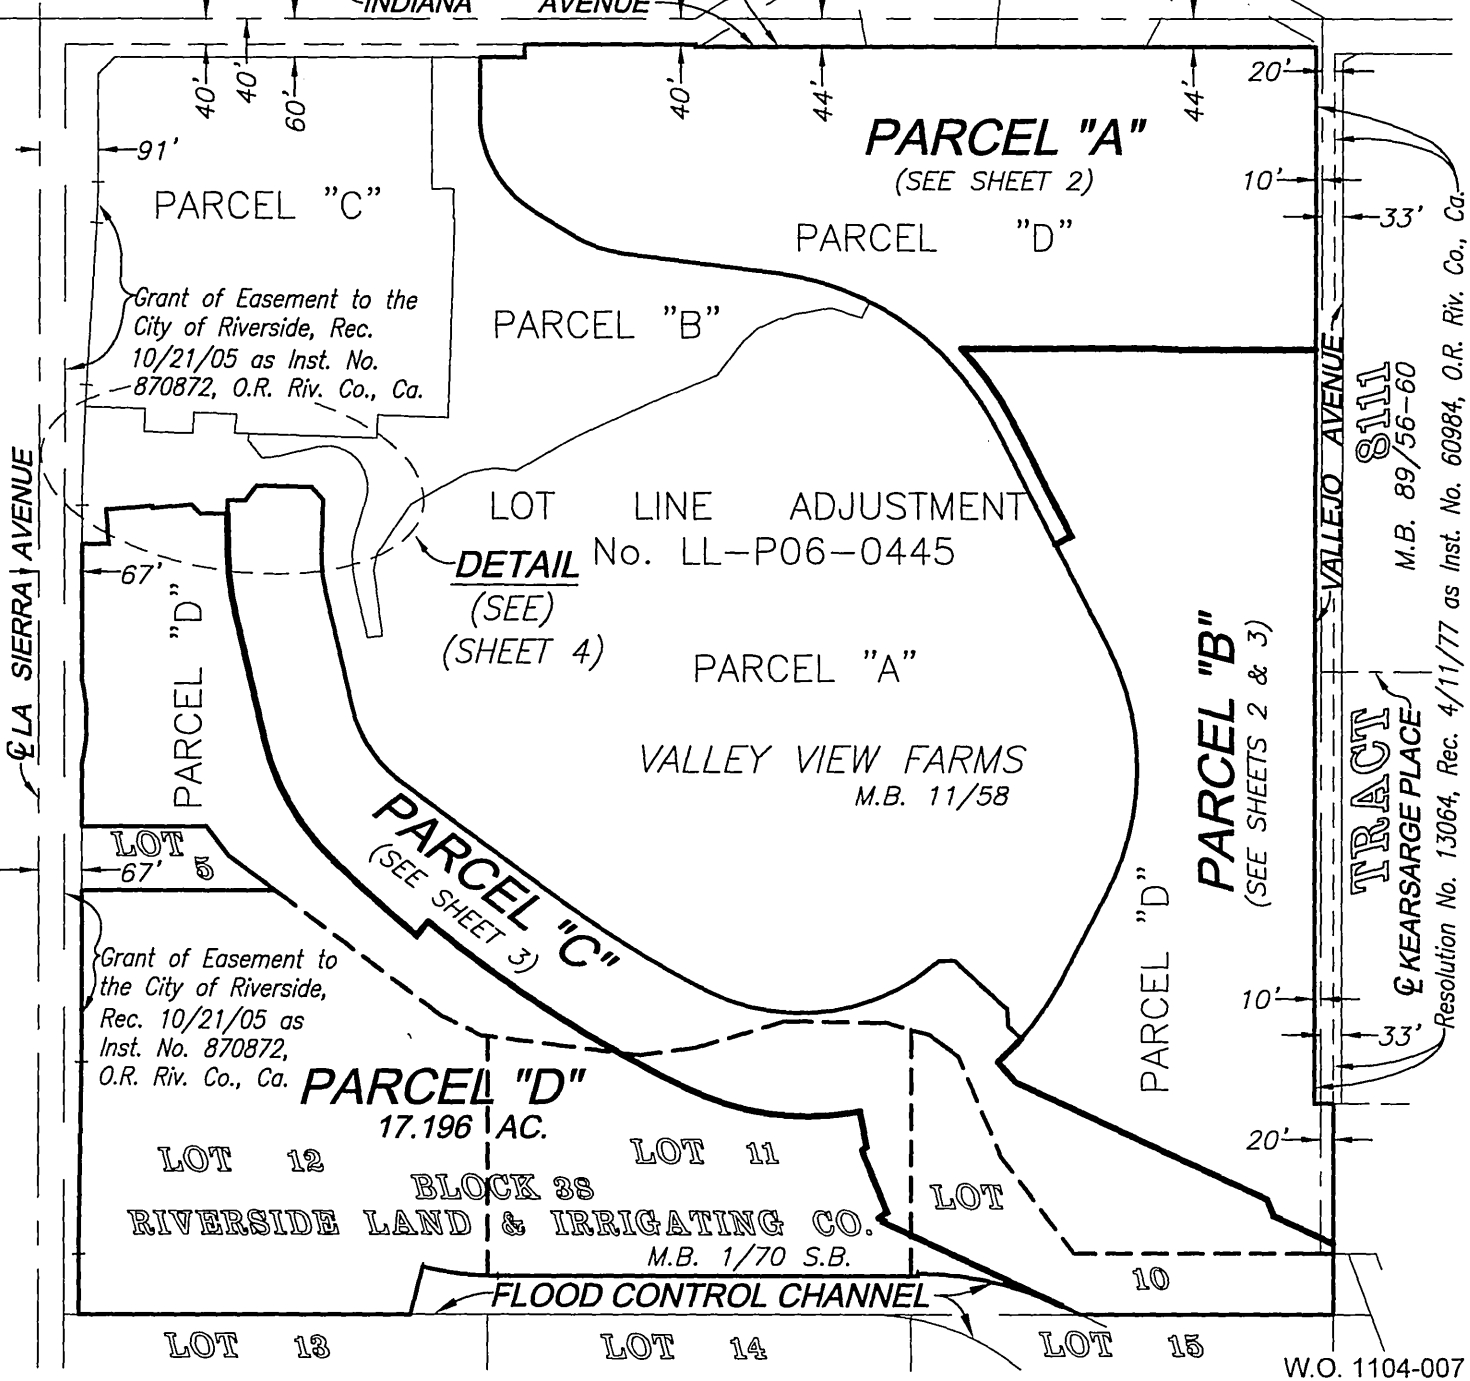 INDIANA AVENUE
40'
40'
60'
40'
44'
44'
20'
PARCEL "A"
(SEE SHEET 2)
91'
10'
33'
PARCEL "C"
PARCEL "D"
Grant of Easement to the
City of Riverside, Rec.
10/21/05 as Inst. No.
870872, O.R. Riv. Co., Ca.
PARCEL "B"
℄ LA SIERRA AVENUE
LOT LINE ADJUSTMENT
No. LL-P06-0445
DETAIL
(SEE)
(SHEET 4)
67'
PARCEL "D"
PARCEL "A"
VALLEY VIEW FARMS
M.B. 11/58
PARCEL "B"
(SEE SHEETS 2 & 3)
VALLEJO AVENUE
TRACT 8111
M.B. 89/56-60
℄ KEARSARGE PLACE
Resolution No. 13064, Rec. 4/11/77 as Inst. No. 60984, O.R. Riv. Co., Ca.
PARCEL "C"
(SEE SHEET 3)
LOT 5
67'
PARCEL "D"
Grant of Easement to
the City of Riverside,
Rec. 10/21/05 as
Inst. No. 870872,
O.R. Riv. Co., Ca.
10'
33'
PARCEL "D"
17.196 AC.
20'
LOT 12
LOT 11
BLOCK 38
LOT
10
RIVERSIDE LAND & IRRIGATING CO.
M.B. 1/70 S.B.
FLOOD CONTROL CHANNEL
LOT 13
LOT 14
LOT 15
W.O. 1104-007